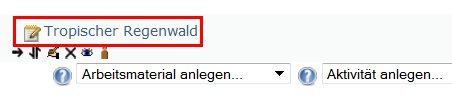 Tropischer Regenwald
Arbeitsmaterial anlegen... Aktivität anlegen...